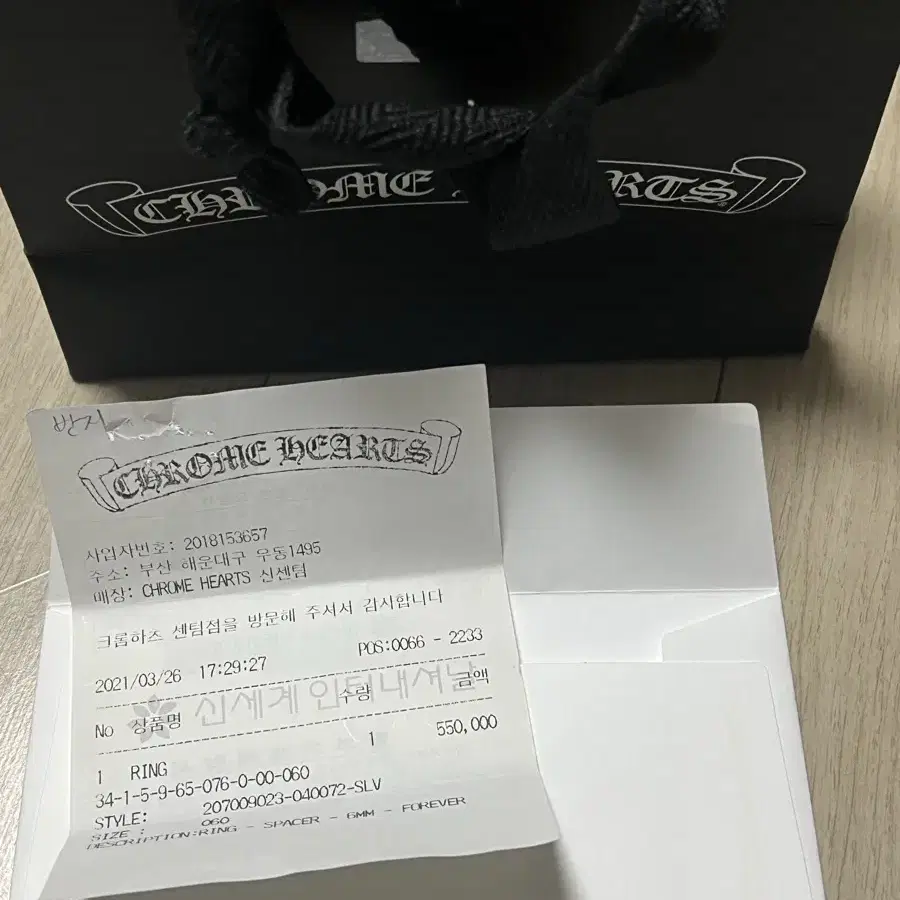 CHROME HEARTS
반지
CHROME HEARTS
사업자번호: 2018153657
주소: 부산 해운대구 우동1495
매장: CHROME HEARTS 신센텀
크롬하츠 센텀점을 방문해 주셔서 감사합니다
2021/03/26 17:29:27 POS:0066 - 2233
신세계인터내셔날
No 상품명 수량 금액
1 RING 1 550,000
34-1-5-9-65-076-0-00-060
STYLE: 207009023-040072-SLV
SIZE : 060
DESCRIPTION:RING - SPACER - 6MM - FOREVER